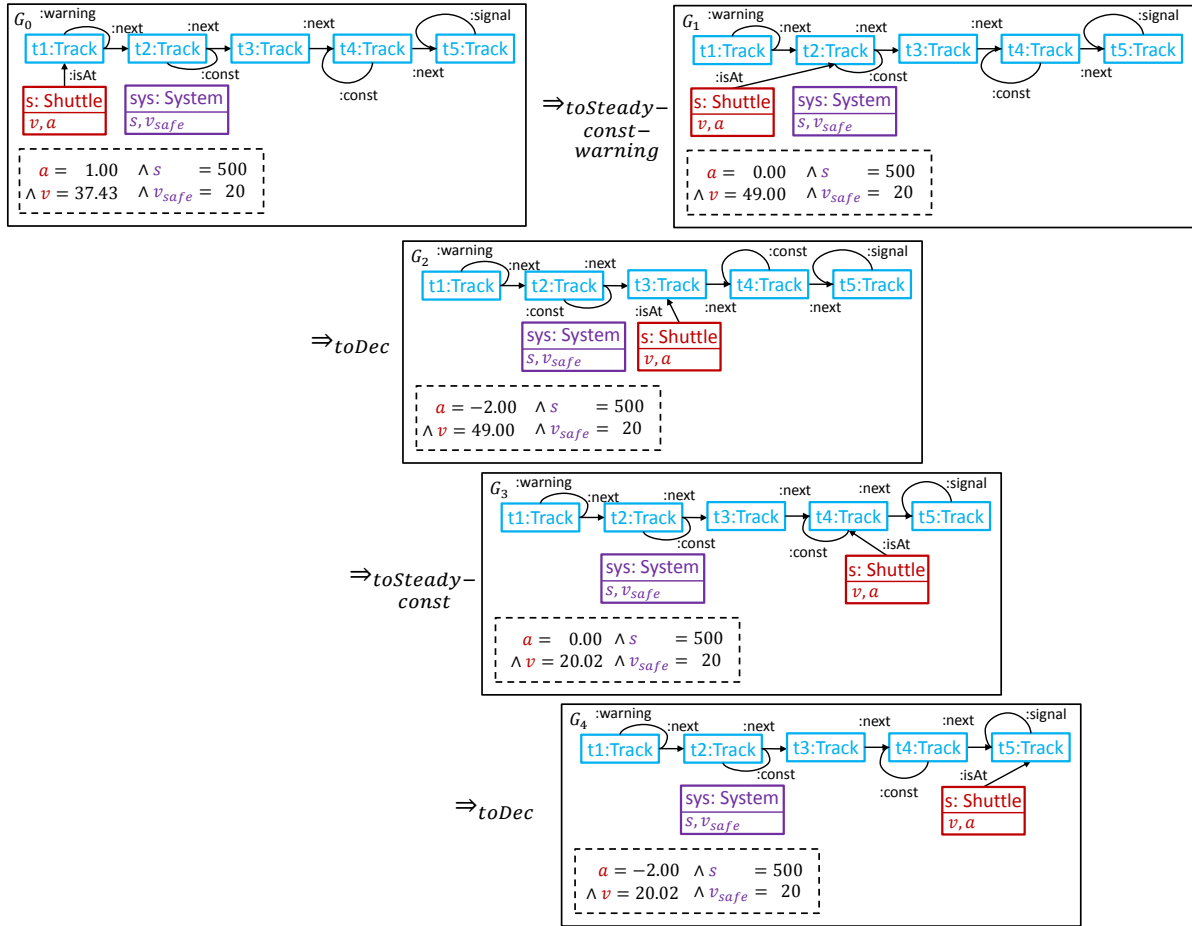 G0
:warning
:next
:next
:next
:signal
t1:Track
t2:Track
t3:Track
t4:Track
t5:Track
:isAt
:const
:next
:const
s: Shuttle
v, a
sys: System
s, vsafe
a = 1.00 ∧ s = 500
∧ v = 37.43 ∧ vsafe = 20
⇒toSteady−
const−
warning
G1
:warning
:next
:next
:next
:signal
t1:Track
t2:Track
t3:Track
t4:Track
t5:Track
:isAt
:const
:next
:const
s: Shuttle
v, a
sys: System
s, vsafe
a = 0.00 ∧ s = 500
∧ v = 49.00 ∧ vsafe = 20
⇒toDec
G2
:warning
:next
:next
:const
:signal
t1:Track
t2:Track
t3:Track
t4:Track
t5:Track
:const
:isAt
:next
:next
sys: System
s, vsafe
s: Shuttle
v, a
a = −2.00 ∧ s = 500
∧ v = 49.00 ∧ vsafe = 20
⇒toSteady−
const
G3
:warning
:next
:next
:next
:next
:signal
t1:Track
t2:Track
t3:Track
t4:Track
t5:Track
:const
:const
:isAt
sys: System
s, vsafe
s: Shuttle
v, a
a = 0.00 ∧ s = 500
∧ v = 20.02 ∧ vsafe = 20
⇒toDec
G4
:warning
:next
:next
:next
:next
:signal
t1:Track
t2:Track
t3:Track
t4:Track
t5:Track
:const
:const
:isAt
sys: System
s, vsafe
s: Shuttle
v, a
a = −2.00 ∧ s = 500
∧ v = 20.02 ∧ vsafe = 20